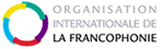 ORGANISATION
INTERNATIONALE DE
LA FRANCOPHONIE